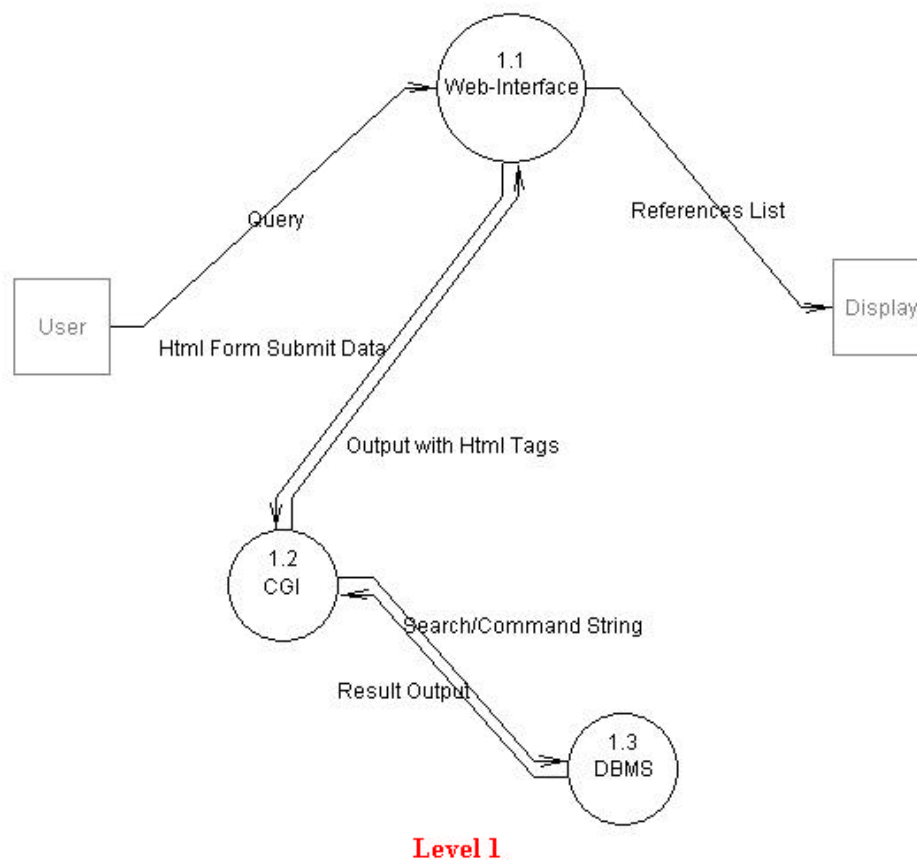 1.1
Web-Interface
Query
References List
User
Display
Html Form Submit Data
Output with Html Tags
1.2
CGI
Search/Command String
Result Output
1.3
DBMS
Level 1